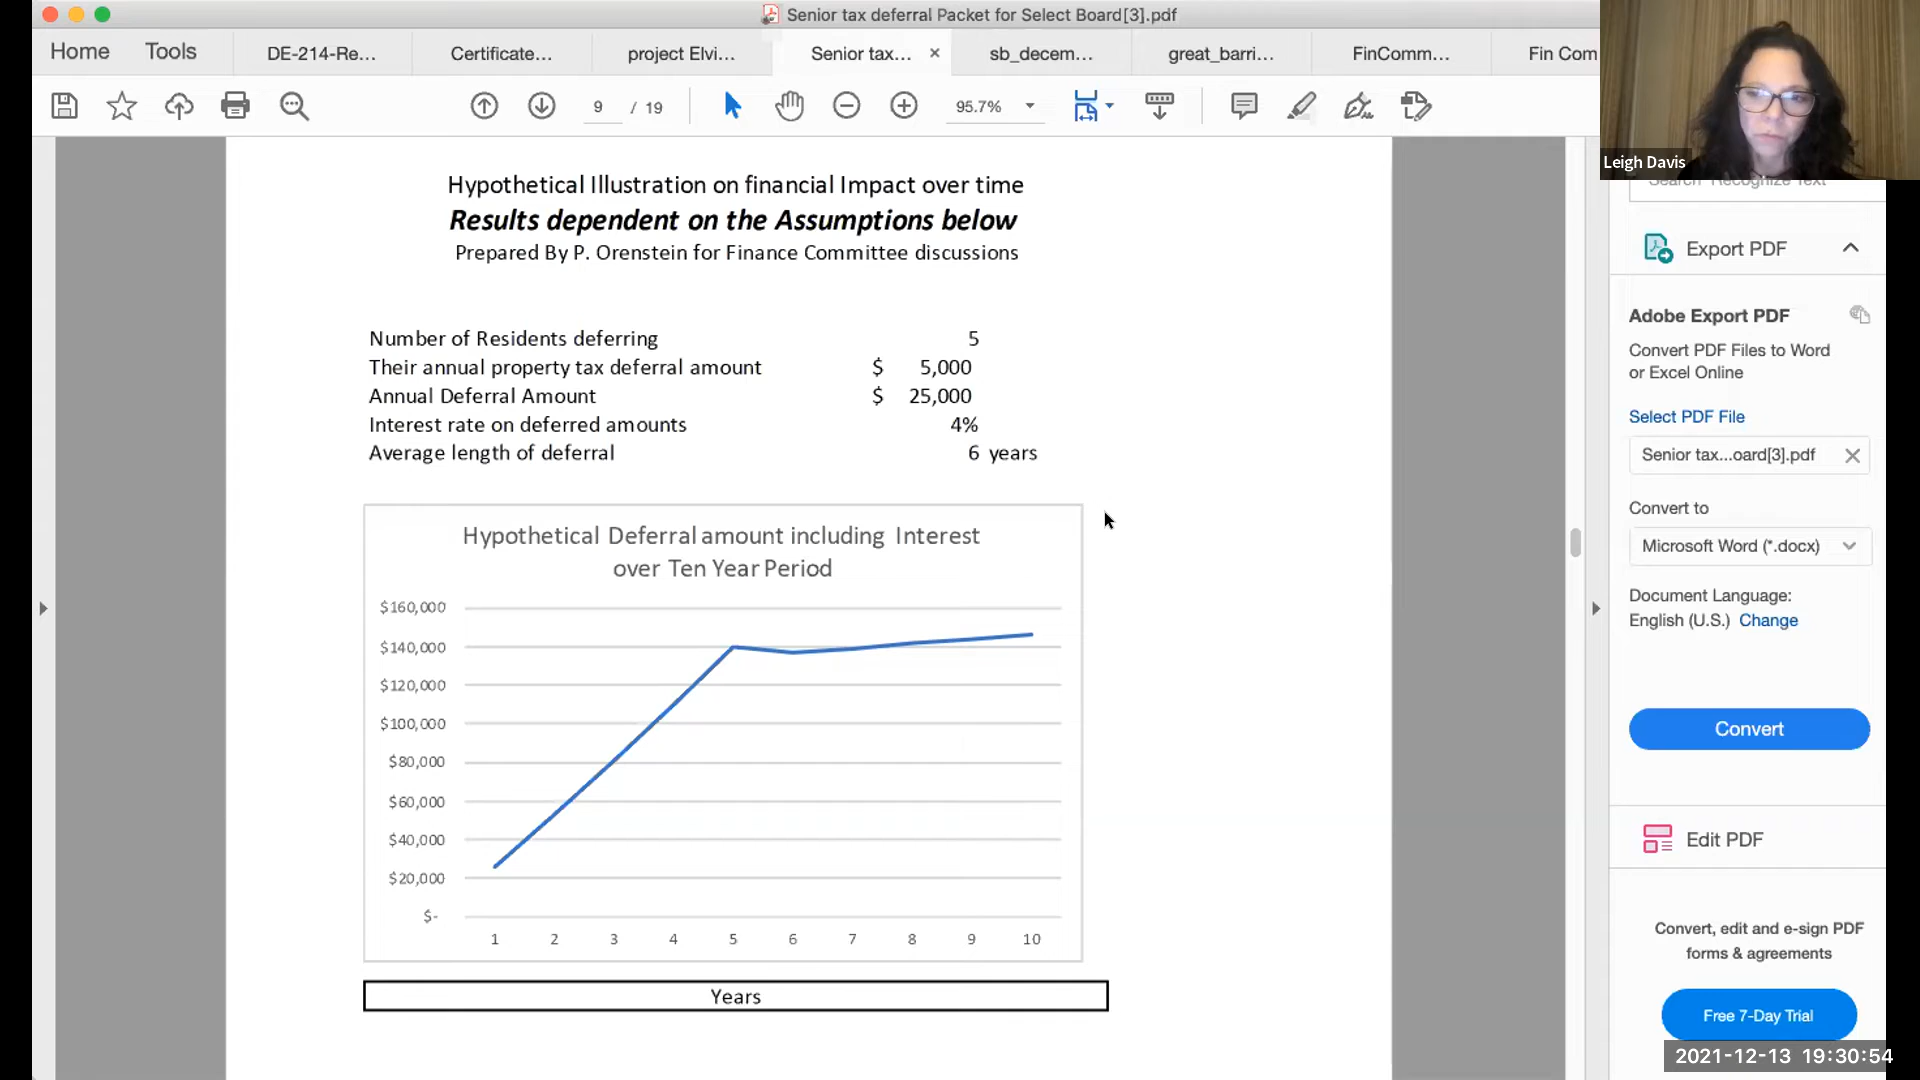 Senior tax deferral Packet for Select Board[3].pdf
Home
Tools
DE-214-Re...
Certificate...
project Elvi...
Senior tax...
sb_decem...
great_barri...
FinComm...
Fin Com
9 / 19
95.7%
Leigh Davis
Search "Recognize Text"
Hypothetical Illustration on financial Impact over time
Results dependent on the Assumptions below
Prepared By P. Orenstein for Finance Committee discussions
Number of Residents deferring 5
Their annual property tax deferral amount $ 5,000
Annual Deferral Amount $ 25,000
Interest rate on deferred amounts 4%
Average length of deferral 6 years
Hypothetical Deferral amount including Interest
over Ten Year Period
$160,000
$140,000
$120,000
$100,000
$80,000
$60,000
$40,000
$20,000
$-
1 2 3 4 5 6 7 8 9 10
Years
Export PDF
Adobe Export PDF
Convert PDF Files to Word
or Excel Online
Select PDF File
Senior tax...oard[3].pdf
Convert to
Microsoft Word (*.docx)
Document Language:
English (U.S.) Change
Convert
Edit PDF
Convert, edit and e-sign PDF
forms & agreements
Free 7-Day Trial
2021-12-13 19:30:54